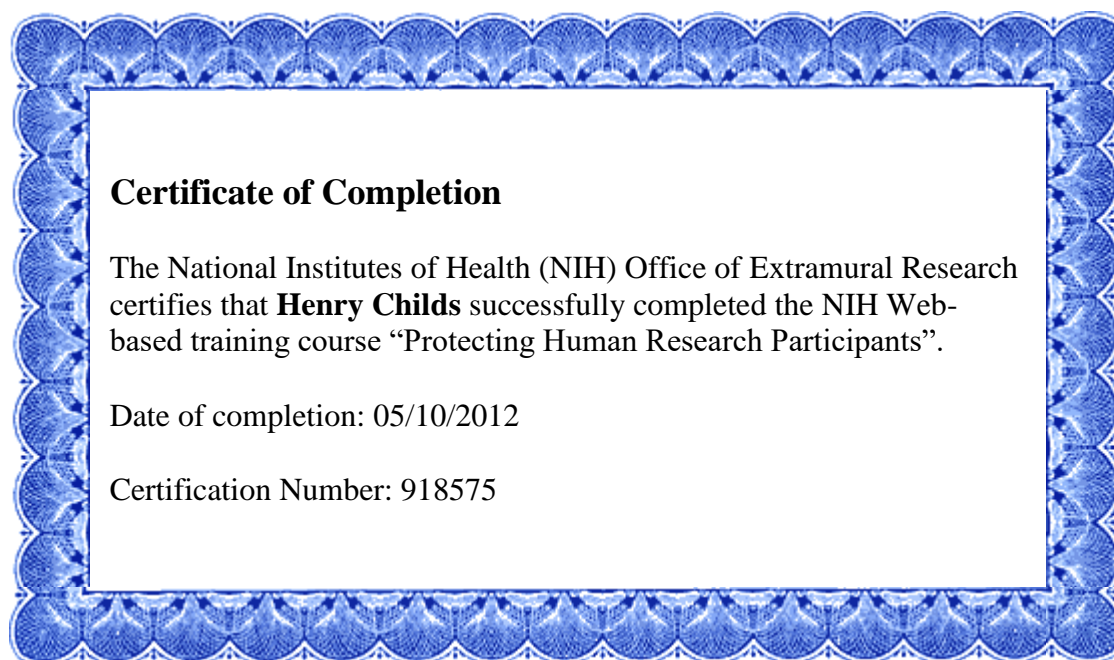 Certificate of Completion
The National Institutes of Health (NIH) Office of Extramural Research
certifies that Henry Childs successfully completed the NIH Web-
based training course “Protecting Human Research Participants”.
Date of completion: 05/10/2012
Certification Number: 918575